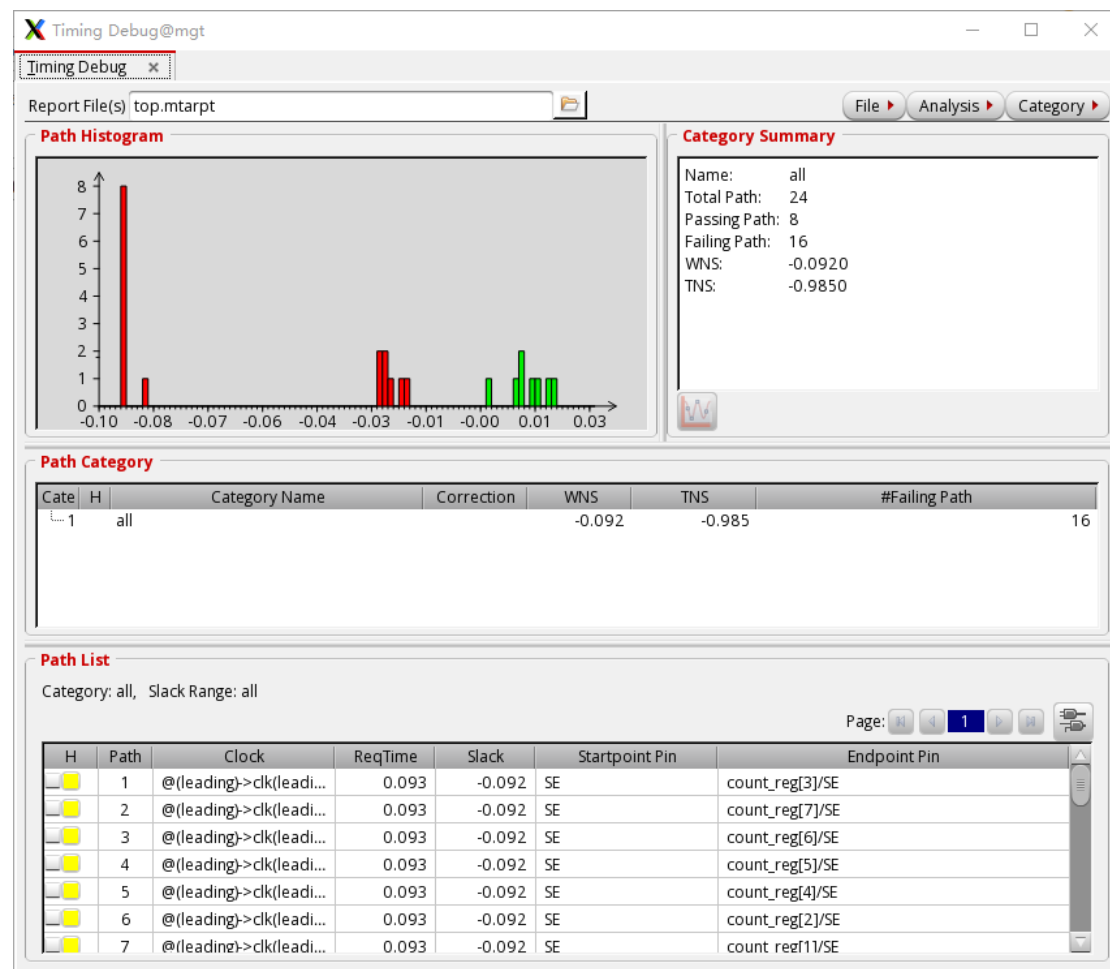 Timing Debug@mgt
Timing Debug ×
Report File(s) top.mtarpt File Analysis Category
Path Histogram
8
7
6
5
4
3
2
1
0
-0.10 -0.08 -0.07 -0.06 -0.04 -0.03 -0.01 -0.00 0.01 0.03
Category Summary
Name: all
Total Path: 24
Passing Path: 8
Failing Path: 16
WNS: -0.0920
TNS: -0.9850
Path Category
Cate H Category Name Correction WNS TNS #Failing Path
1 all -0.092 -0.985 16
Path List
Category: all, Slack Range: all
Page: 1
H Path Clock ReqTime Slack Startpoint Pin Endpoint Pin
1 @(leading)->clk(leadi... 0.093 -0.092 SE count_reg[3]/SE
2 @(leading)->clk(leadi... 0.093 -0.092 SE count_reg[7]/SE
3 @(leading)->clk(leadi... 0.093 -0.092 SE count_reg[6]/SE
4 @(leading)->clk(leadi... 0.093 -0.092 SE count_reg[5]/SE
5 @(leading)->clk(leadi... 0.093 -0.092 SE count_reg[4]/SE
6 @(leading)->clk(leadi... 0.093 -0.092 SE count_reg[2]/SE
7 @(leading)->clk(leadi... 0.093 -0.092 SE count_reg[1]/SE